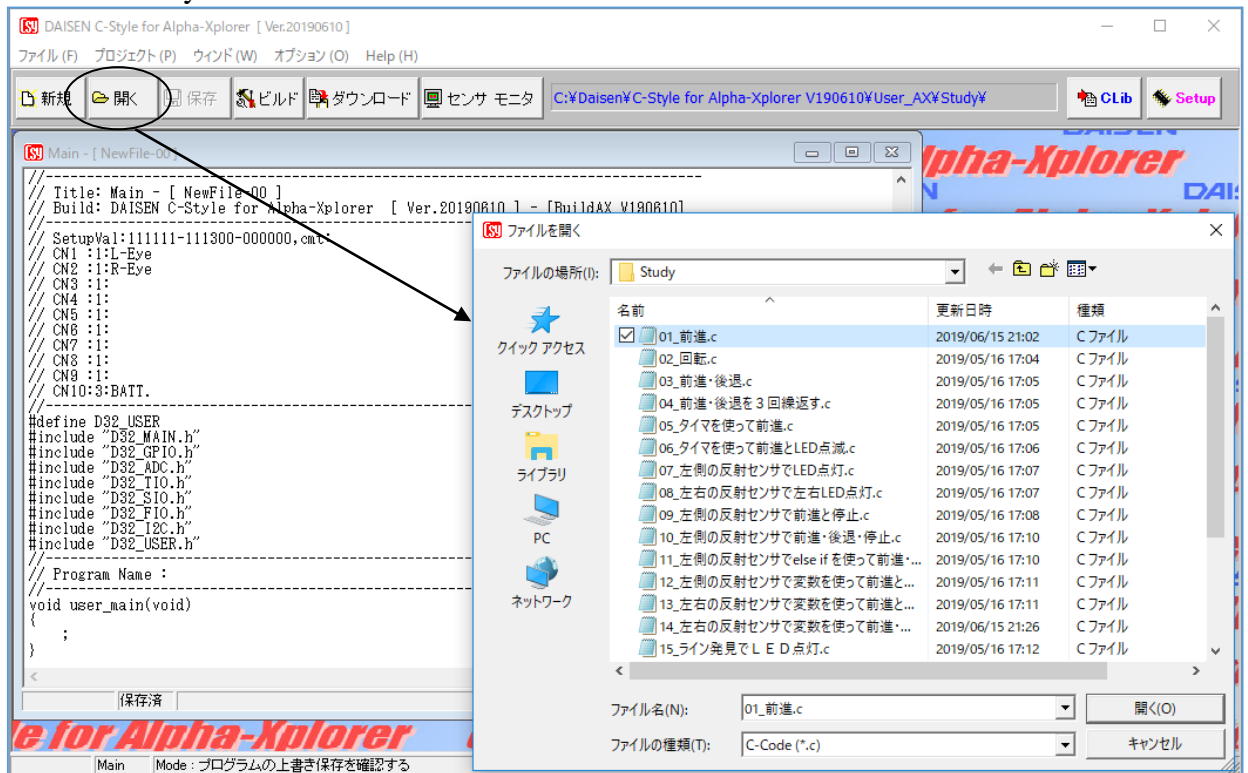 DAISEN C-Style for Alpha-Xplorer [ Ver.20190610 ]
ファイル (F) プロジェクト (P) ウィンド (W) オプション (O) Help (H)
新規 開く 保存 ビルド ダウンロード センサ モニタ C:¥Daisen¥C-Style for Alpha-Xplorer V190610¥User_AX¥Study¥ CLib Setup
Main - [ NewFile-00 ]
//----------------------------------------------------------------------
// Title: Main - [ NewFile-00 ]
// Build: DAISEN C-Style for Alpha-Xplorer [ Ver.20190610 ] - [BuildAX V190610]
//----------------------------------------------------------------------
// SetupVal:111111-111300-000000,cmt:
// CN1 :1:L-Eye
// CN2 :1:R-Eye
// CN3 :1:
// CN4 :1:
// CN5 :1:
// CN6 :1:
// CN7 :1:
// CN8 :1:
// CN9 :1:
// CN10:3:BATT.
//----------------------------------------------------------------------
#define D32_USER
#include "D32_MAIN.h"
#include "D32_GPIO.h"
#include "D32_ADC.h"
#include "D32_TIO.h"
#include "D32_SIO.h"
#include "D32_FIO.h"
#include "D32_I2C.h"
#include "D32_USER.h"
//----------------------------------------------------------------------
// Program Name :
//----------------------------------------------------------------------
void user_main(void)
{
;
}
保存済
ファイルを開く
ファイルの場所(I): Study
クイック アクセス
デスクトップ
ライブラリ
PC
ネットワーク
名前 更新日時 種類
01_前進.c 2019/06/15 21:02 Cファイル
02_回転.c 2019/05/16 17:04 Cファイル
03_前進・後退.c 2019/05/16 17:05 Cファイル
04_前進・後退を３回繰返す.c 2019/05/16 17:05 Cファイル
05_タイマを使って前進.c 2019/05/16 17:05 Cファイル
06_タイマを使って前進とLED点滅.c 2019/05/16 17:06 Cファイル
07_左側の反射センサでLED点灯.c 2019/05/16 17:07 Cファイル
08_左右の反射センサで左右LED点灯.c 2019/05/16 17:07 Cファイル
09_左側の反射センサで前進と停止.c 2019/05/16 17:08 Cファイル
10_左側の反射センサで前進・後退・停止.c 2019/05/16 17:10 Cファイル
11_左側の反射センサでelse if を使って前進・... 2019/05/16 17:10 Cファイル
12_左側の反射センサで変数を使って前進と... 2019/05/16 17:11 Cファイル
13_左右の反射センサで変数を使って前進と... 2019/05/16 17:11 Cファイル
14_左右の反射センサで変数を使って前進・... 2019/06/15 21:26 Cファイル
15_ライン発見でＬＥＤ点灯.c 2019/05/16 17:12 Cファイル
ファイル名(N): 01_前進.c 開く(O)
ファイルの種類(T): C-Code (*.c) キャンセル
pha-Xplorer
e for Alpha-Xplorer
Main Mode : プログラムの上書き保存を確認する